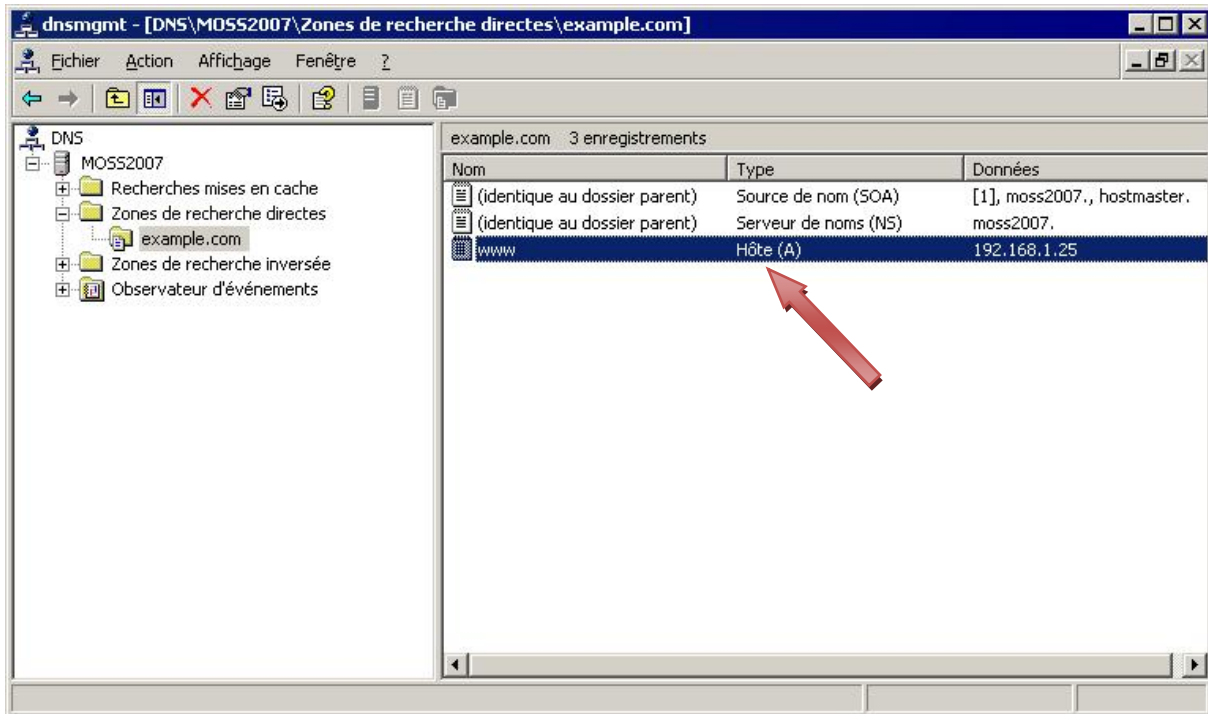 dnsmgmt - [DNS\MOSS2007\Zones de recherche directes\example.com]
Fichier Action Affichage Fenêtre ?
DNS
MOSS2007
Recherches mises en cache
Zones de recherche directes
example.com
Zones de recherche inversée
Observateur d'événements
example.com 3 enregistrements
Nom Type Données
(identique au dossier parent) Source de nom (SOA) [1], moss2007., hostmaster.
(identique au dossier parent) Serveur de noms (NS) moss2007.
www Hôte (A) 192.168.1.25